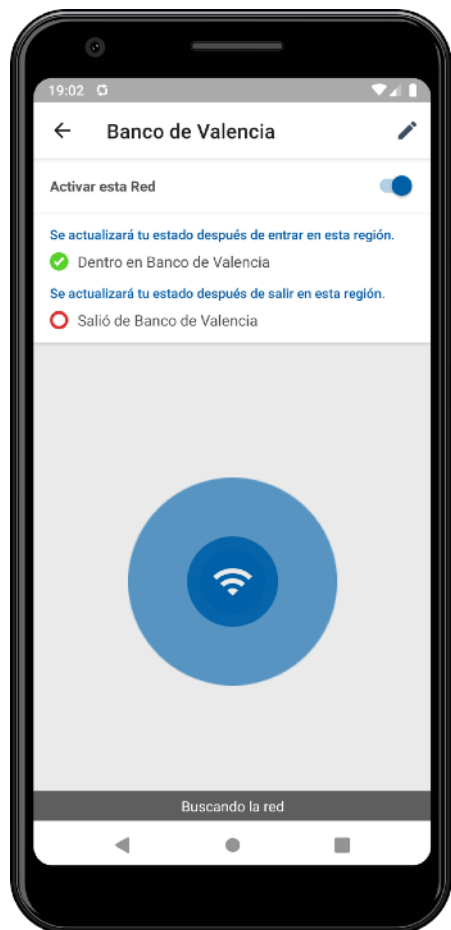 19:02
Banco de Valencia
Activar esta Red
Se actualizará tu estado después de entrar en esta región.
Dentro en Banco de Valencia
Se actualizará tu estado después de salir en esta región.
Salió de Banco de Valencia
Buscando la red